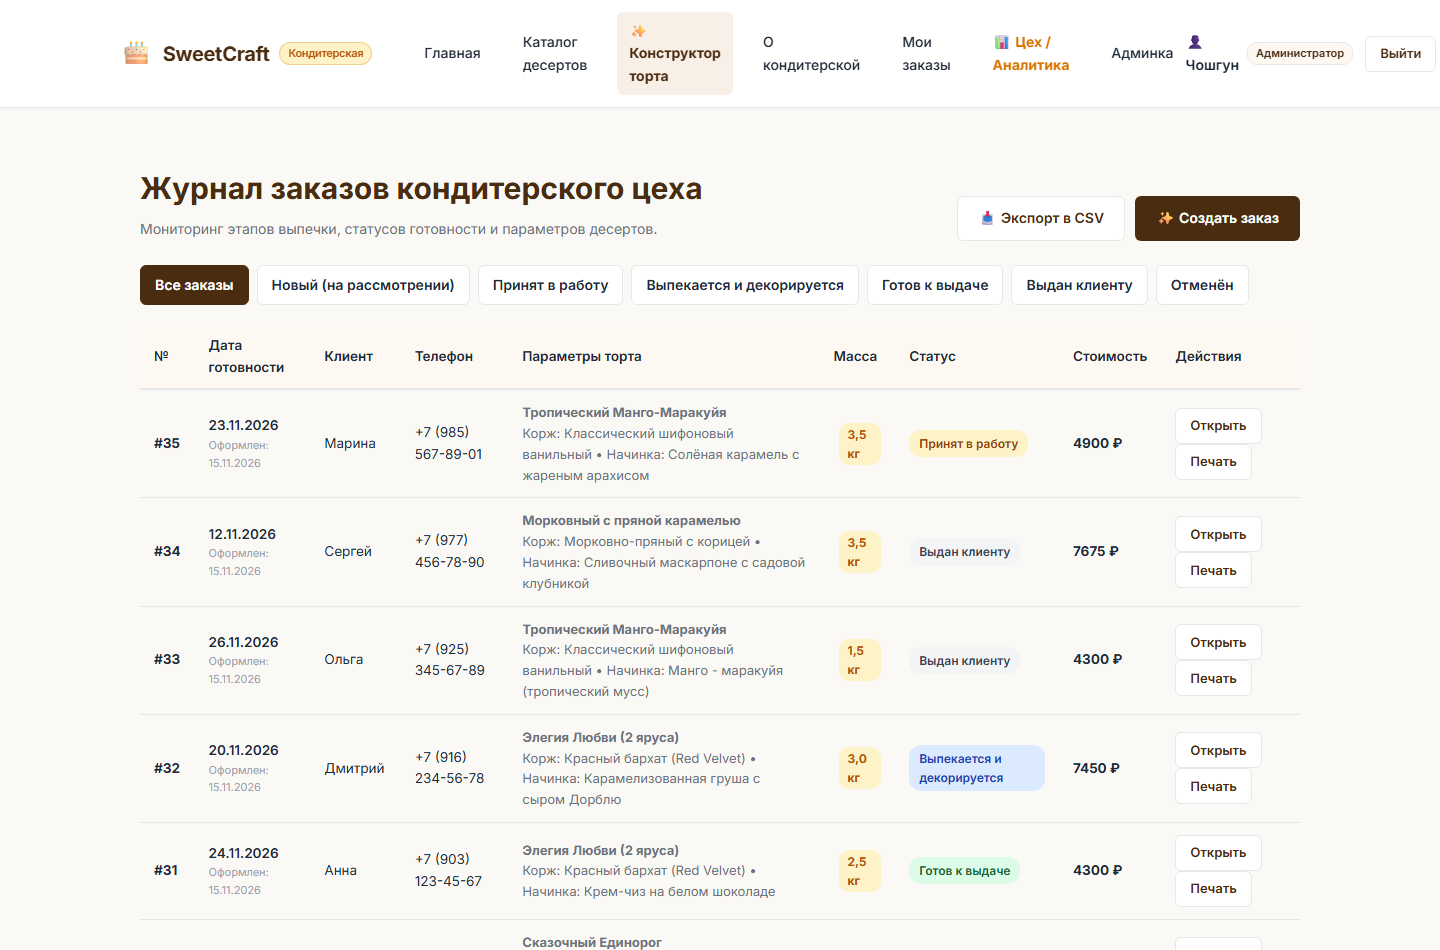 SweetCraft Кондитерская
Главная
Каталог
десертов
Конструктор
торта
О
кондитерской
Мои
заказы
Цех /
Аналитика
Админка
Чошгун
Администратор
Выйти
Журнал заказов кондитерского цеха
Мониторинг этапов выпечки, статусов готовности и параметров десертов.
Экспорт в CSV
Создать заказ
Все заказы
Новый (на рассмотрении)
Принят в работу
Выпекается и декорируется
Готов к выдаче
Выдан клиенту
Отменён
№
Дата
готовности
Клиент
Телефон
Параметры торта
Масса
Статус
Стоимость
Действия
#35
23.11.2026
Оформлен:
15.11.2026
Марина
+7 (985)
567-89-01
Тропический Манго-Маракуйя
Корж: Классический шифоновый
ванильный • Начинка: Солёная карамель с
жареным арахисом
3,5
кг
Принят в работу
4900 ₽
Открыть
Печать
#34
12.11.2026
Оформлен:
15.11.2026
Сергей
+7 (977)
456-78-90
Морковный с пряной карамелью
Корж: Морковно-пряный с корицей •
Начинка: Сливочный маскарпоне с садовой
клубникой
3,5
кг
Выдан клиенту
7675 ₽
Открыть
Печать
#33
26.11.2026
Оформлен:
15.11.2026
Ольга
+7 (925)
345-67-89
Тропический Манго-Маракуйя
Корж: Классический шифоновый
ванильный • Начинка: Манго - маракуйя
(тропический мусс)
1,5
кг
Выдан клиенту
4300 ₽
Открыть
Печать
#32
20.11.2026
Оформлен:
15.11.2026
Дмитрий
+7 (916)
234-56-78
Элегия Любви (2 яруса)
Корж: Красный бархат (Red Velvet) •
Начинка: Карамелизованная груша с
сыром Дорблю
3,0
кг
Выпекается и
декорируется
7450 ₽
Открыть
Печать
#31
24.11.2026
Оформлен:
15.11.2026
Анна
+7 (903)
123-45-67
Элегия Любви (2 яруса)
Корж: Красный бархат (Red Velvet) •
Начинка: Крем-чиз на белом шоколаде
2,5
кг
Готов к выдаче
4300 ₽
Открыть
Печать
Сказочный Единорог